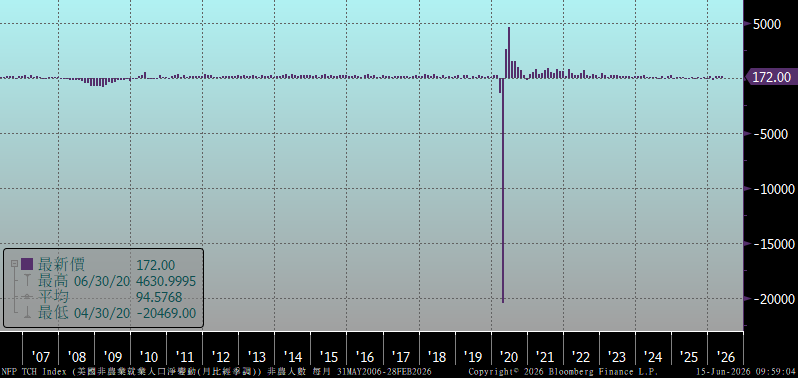 5000
172.00
-5000
-10000
-15000
-20000
最新價 172.00
最高 06/30/20 4630.9995
平均 94.5768
最低 04/30/20 -20469.00
'07 '08 '09 '10 '11 '12 '13 '14 '15 '16 '17 '18 '19 '20 '21 '22 '23 '24 '25 '26
NFP TCH Index (美國非農業就業人口淨變動(月比經季調)) 非農人數 每月 31MAY2006-28FEB2026 Copyright© 2026 Bloomberg Finance L.P. 15-Jun-2026 09:59:04